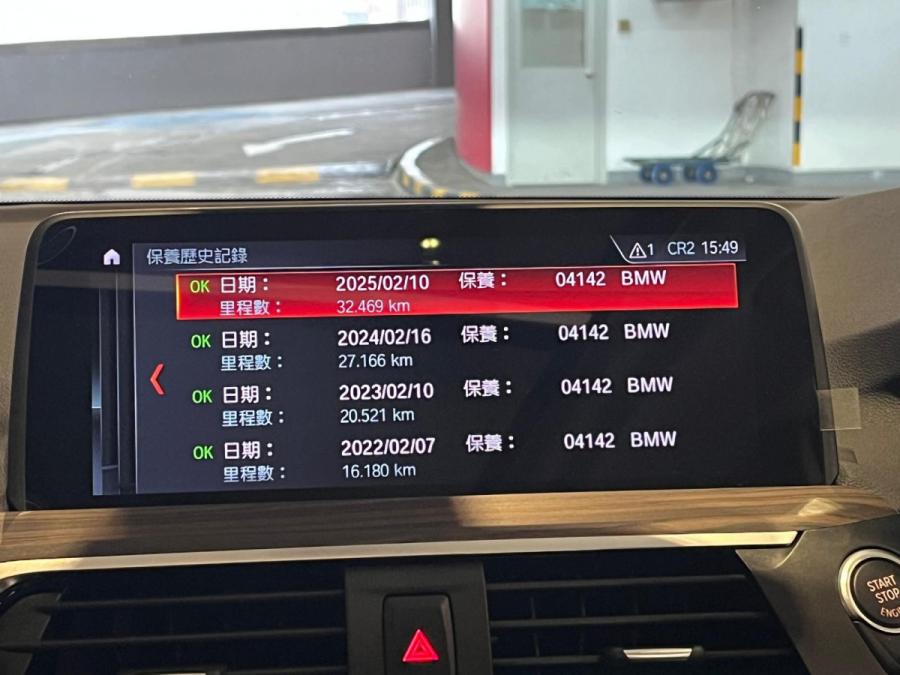 保養歷史記錄 1 CR2 15:49
OK 日期： 2025/02/10 保養： 04142 BMW
里程數： 32.469 km
OK 日期： 2024/02/16 保養： 04142 BMW
里程數： 27.166 km
OK 日期： 2023/02/10 保養： 04142 BMW
里程數： 20.521 km
OK 日期： 2022/02/07 保養： 04142 BMW
里程數： 16.180 km
START
STOP